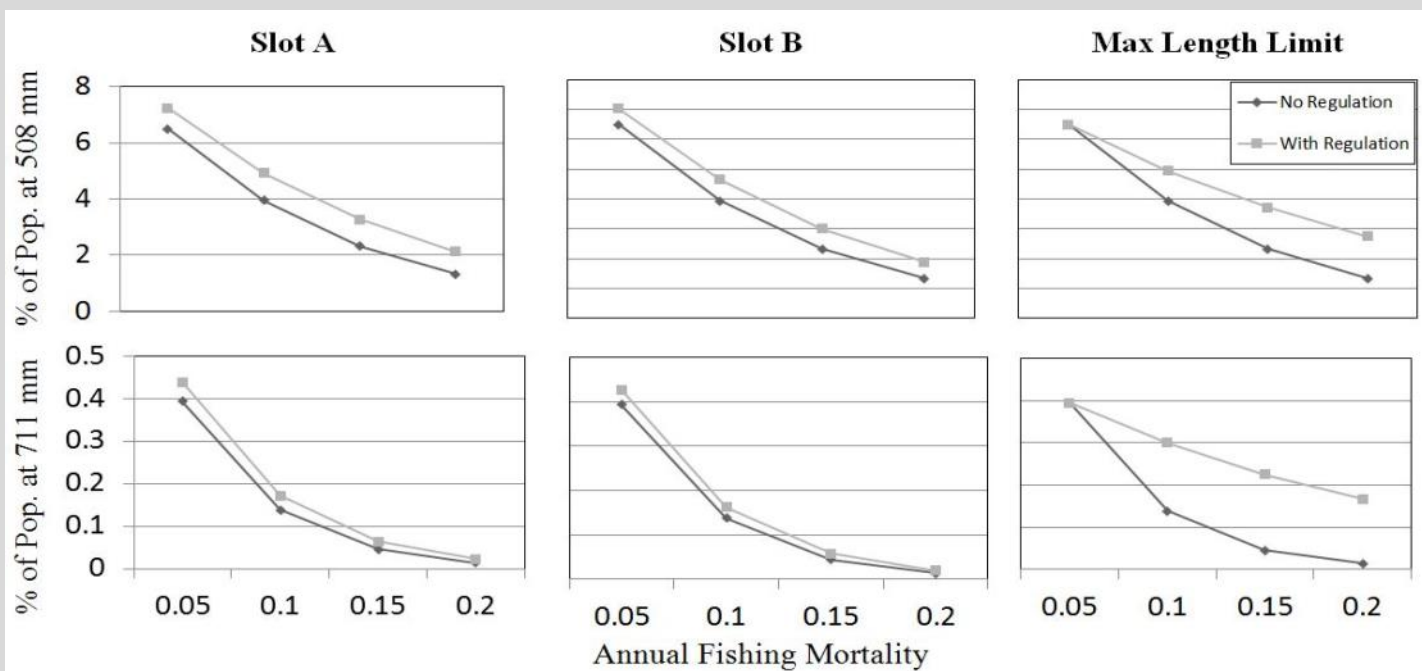 Slot A
Slot B
Max Length Limit
% of Pop. at 508 mm
8
6
4
2
0
No Regulation
With Regulation
% of Pop. at 711 mm
0.5
0.4
0.3
0.2
0.1
0
0.05 0.1 0.15 0.2
0.05 0.1 0.15 0.2
0.05 0.1 0.15 0.2
Annual Fishing Mortality